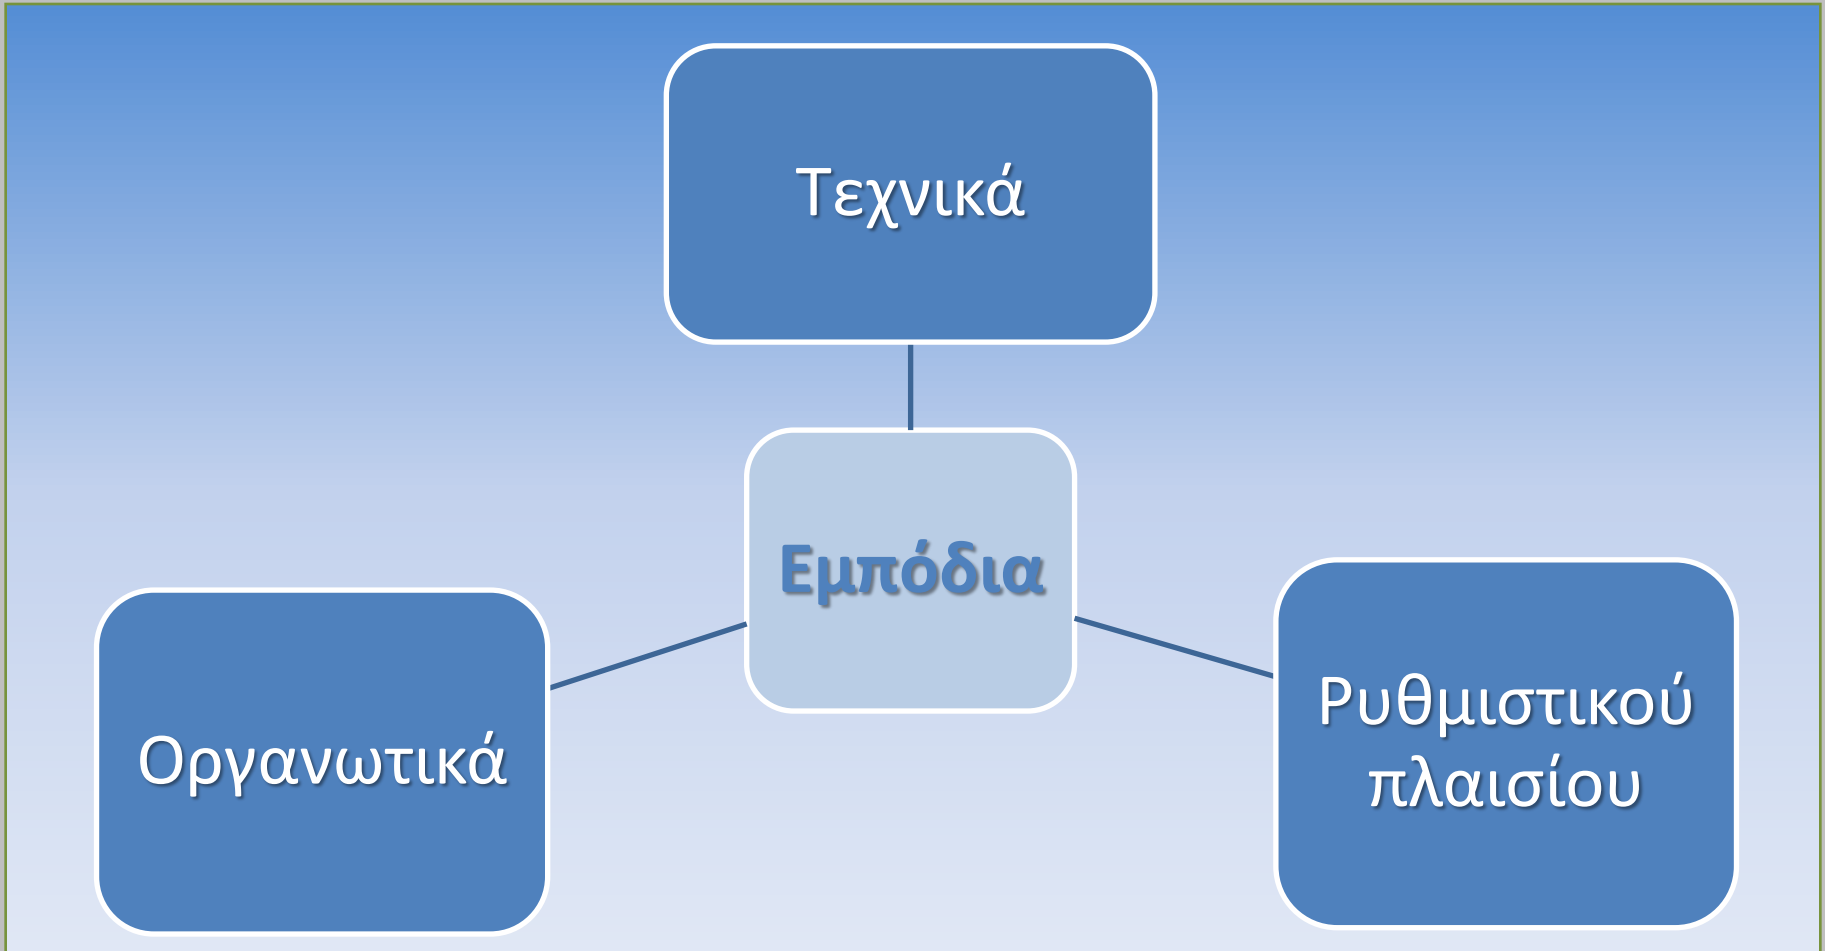 Τεχνικά
Εμπόδια
Οργανωτικά
Ρυθμιστικού
πλαισίου